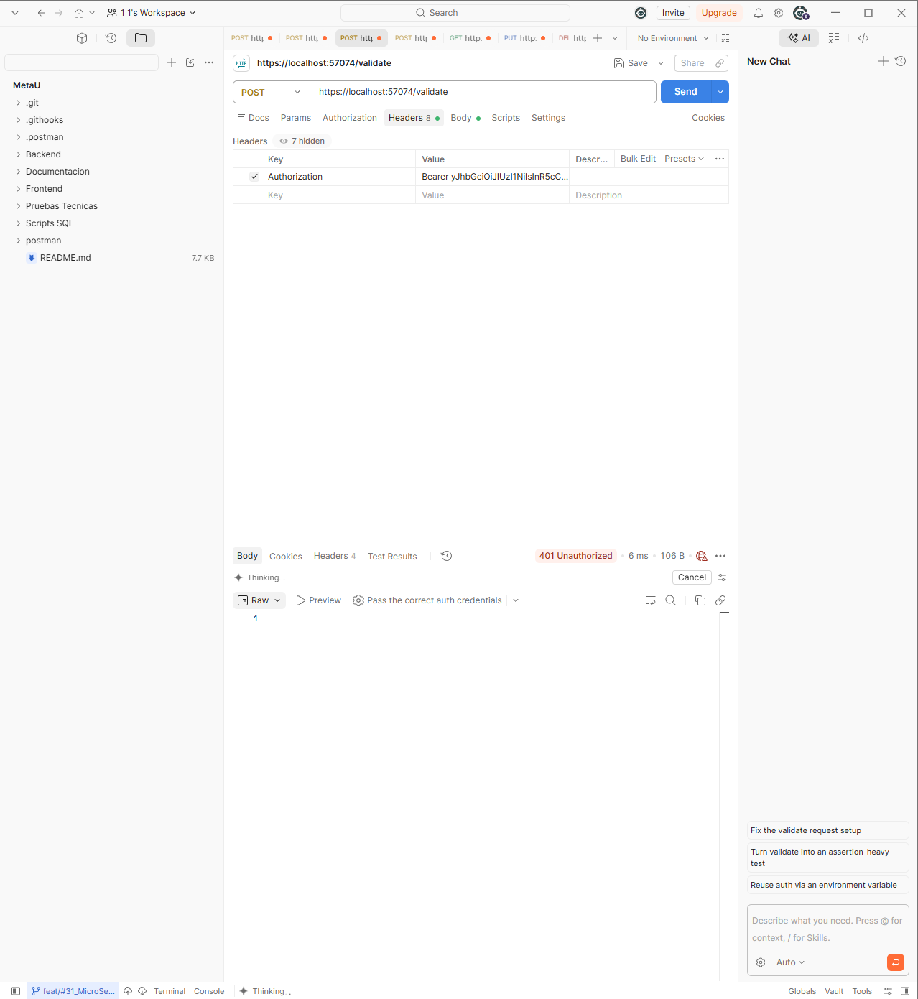 1 1's Workspace
Search
Invite
Upgrade
POST http
POST http
POST http
POST http
GET http.
PUT http.
DEL http
No Environment
AI
https://localhost:57074/validate
Save
Share
New Chat
MetaU
.git
.githooks
.postman
Backend
Documentacion
Frontend
Pruebas Tecnicas
Scripts SQL
postman
README.md 7.7 KB
POST https://localhost:57074/validate
Send
Docs Params Authorization Headers 8 Body Scripts Settings Cookies
Headers 7 hidden
Key Value Descr... Bulk Edit Presets
Authorization Bearer yJhbGciOiJIUzI1NiIsInR5cC...
Key Value Description
Body Cookies Headers 4 Test Results 401 Unauthorized 6 ms 106 B
Thinking . Cancel
Raw Preview Pass the correct auth credentials
1
Fix the validate request setup
Turn validate into an assertion-heavy
test
Reuse auth via an environment variable
Describe what you need. Press @ for
context, / for Skills.
Auto
feat/#31_MicroSe... Terminal Console Thinking . Globals Vault Tools